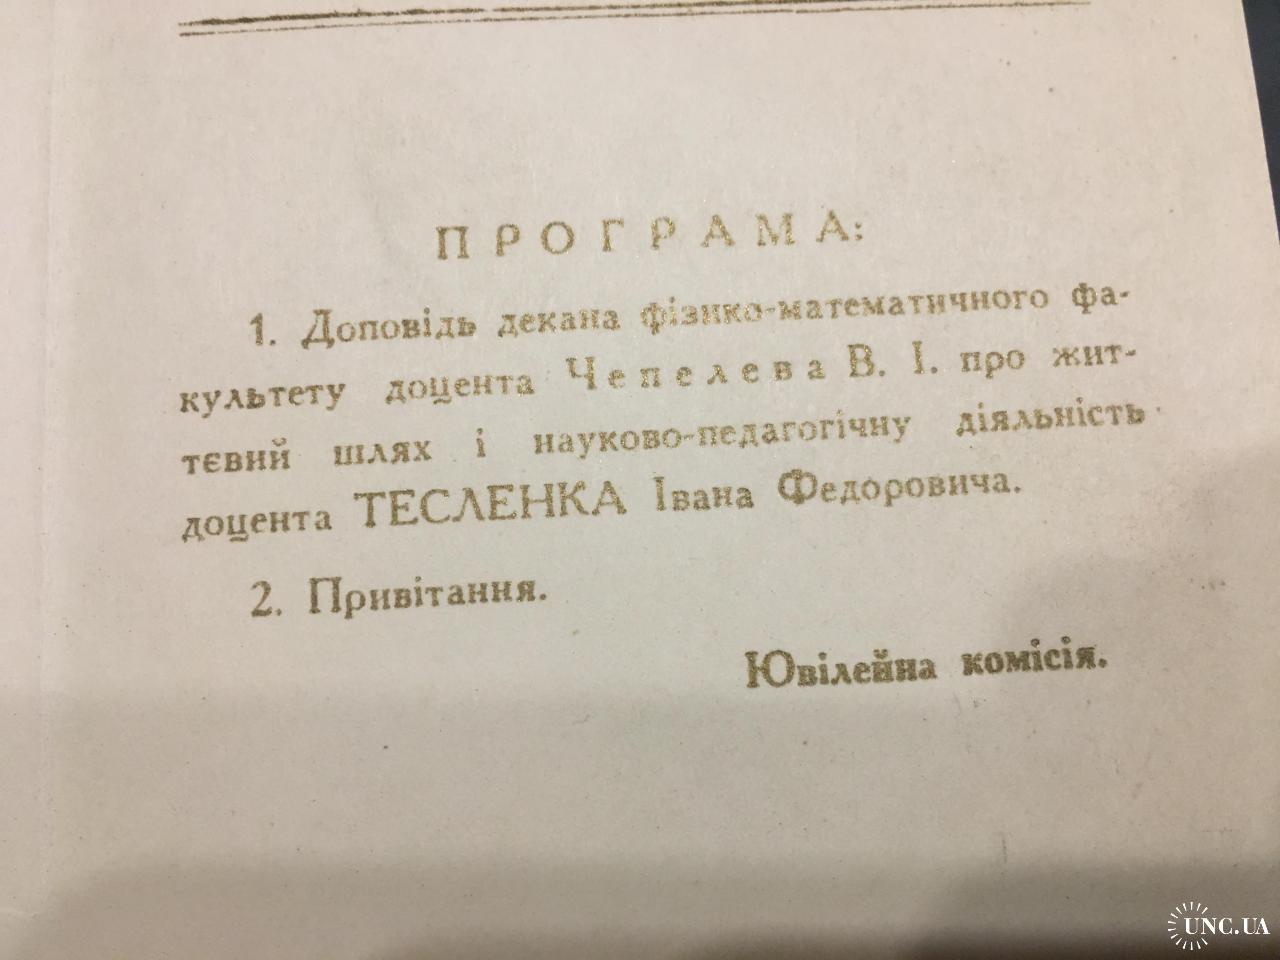 ПРОГРАМА:
1. Доповідь декана фізико-математичного фа-
культету доцента Чепелева В. І. про жит-
тєвий шлях і науково-педагогічну діяльність
доцента ТЕСЛЕНКА Івана Федоровича.
2. Привітання.
Ювілейна комісія.
UNC.UA